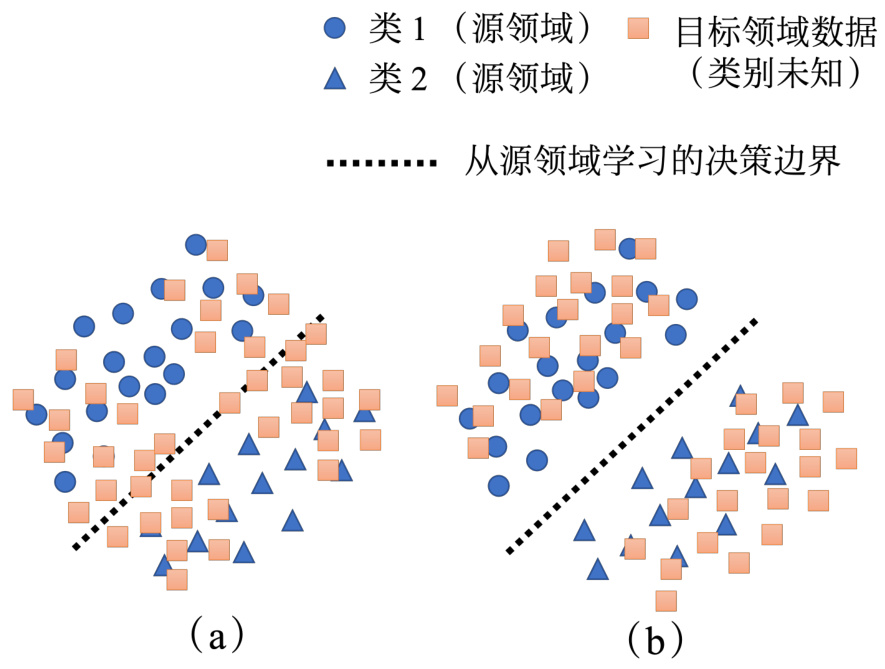 类 1 （源领域）
类 2 （源领域）
目标领域数据
（类别未知）
从源领域学习的决策边界
（a）
（b）